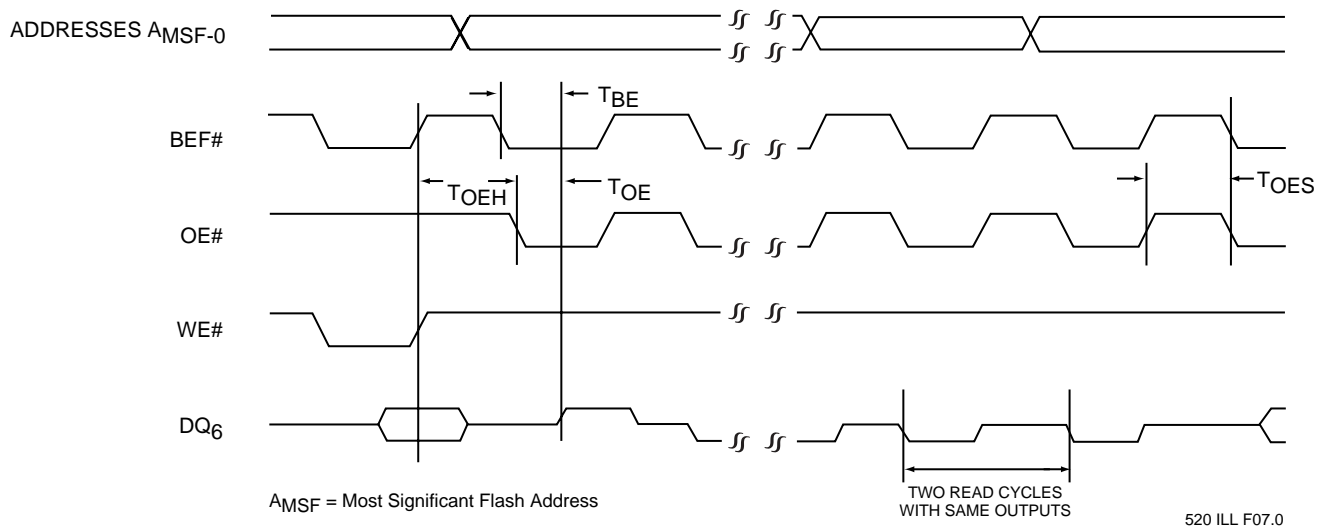 ADDRESSES AMSF-0
TBE
BEF#
TOEH
TOE
TOES
OE#
WE#
DQ6
AMSF = Most Significant Flash Address
TWO READ CYCLES
WITH SAME OUTPUTS
520 ILL F07.0